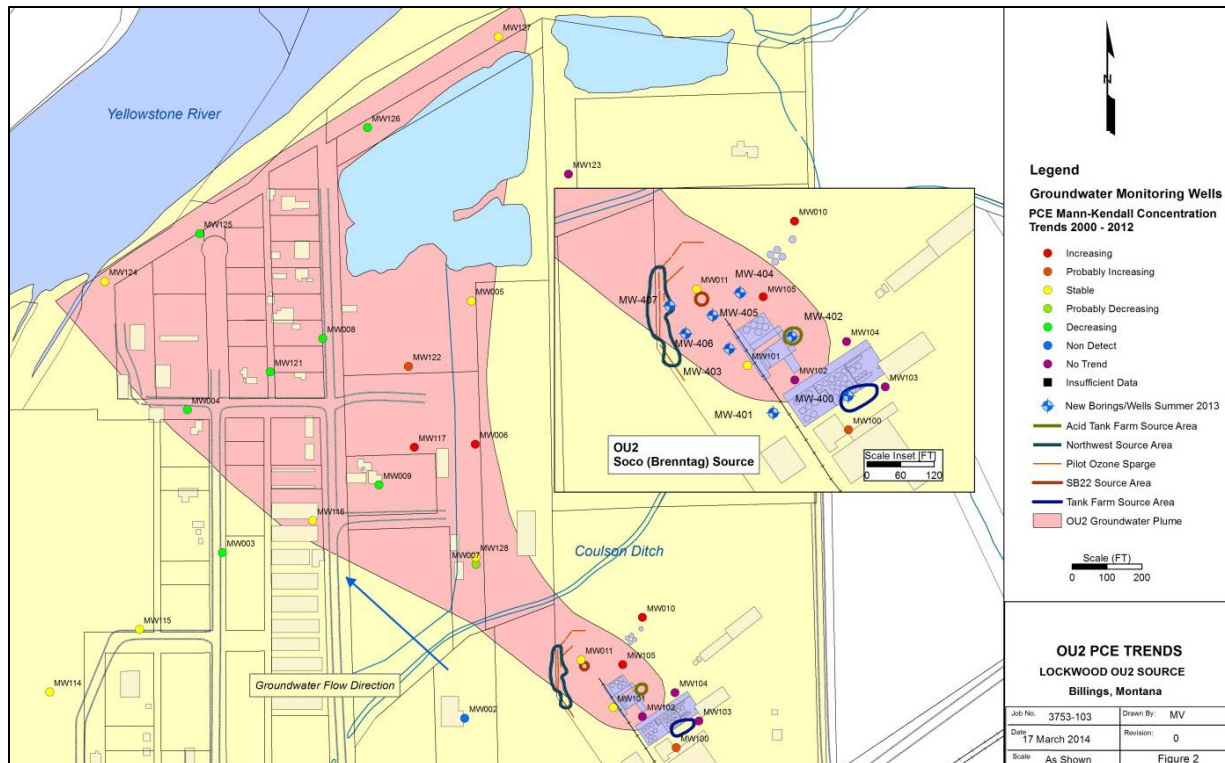 MW127
Yellowstone River
MW126
MW123
MW125
MW124
MW005
MW008
MW122
MW121
MW004
MW117
MW006
MW009
MW116
MW003
MW128
MW007
Coulson Ditch
MW115
MW010
MW011
MW105
MW114
Groundwater Flow Direction
MW104
MW101
MW102
MW103
MW002
MW100
MW010
MW011
MW-404
MW105
MW-407
MW-405
MW-402
MW104
MW-406
MW101
MW102
MW103
MW-403
MW-400
MW-401
MW100
OU2
Soco (Brenntag) Source
Scale Inset [FT]
0 60 120
N
Legend
Groundwater Monitoring Wells
PCE Mann-Kendall Concentration
Trends 2000 - 2012
Increasing
Probably Increasing
Stable
Probably Decreasing
Decreasing
Non Detect
No Trend
Insufficient Data
New Borings/Wells Summer 2013
Acid Tank Farm Source Area
Northwest Source Area
Pilot Ozone Sparge
SB22 Source Area
Tank Farm Source Area
OU2 Groundwater Plume
Scale (FT)
0 100 200
OU2 PCE TRENDS
LOCKWOOD OU2 SOURCE
Billings, Montana
Job No. 3753-103 Drawn By: MV
Date 17 March 2014 Revision: 0
Scale As Shown Figure 2